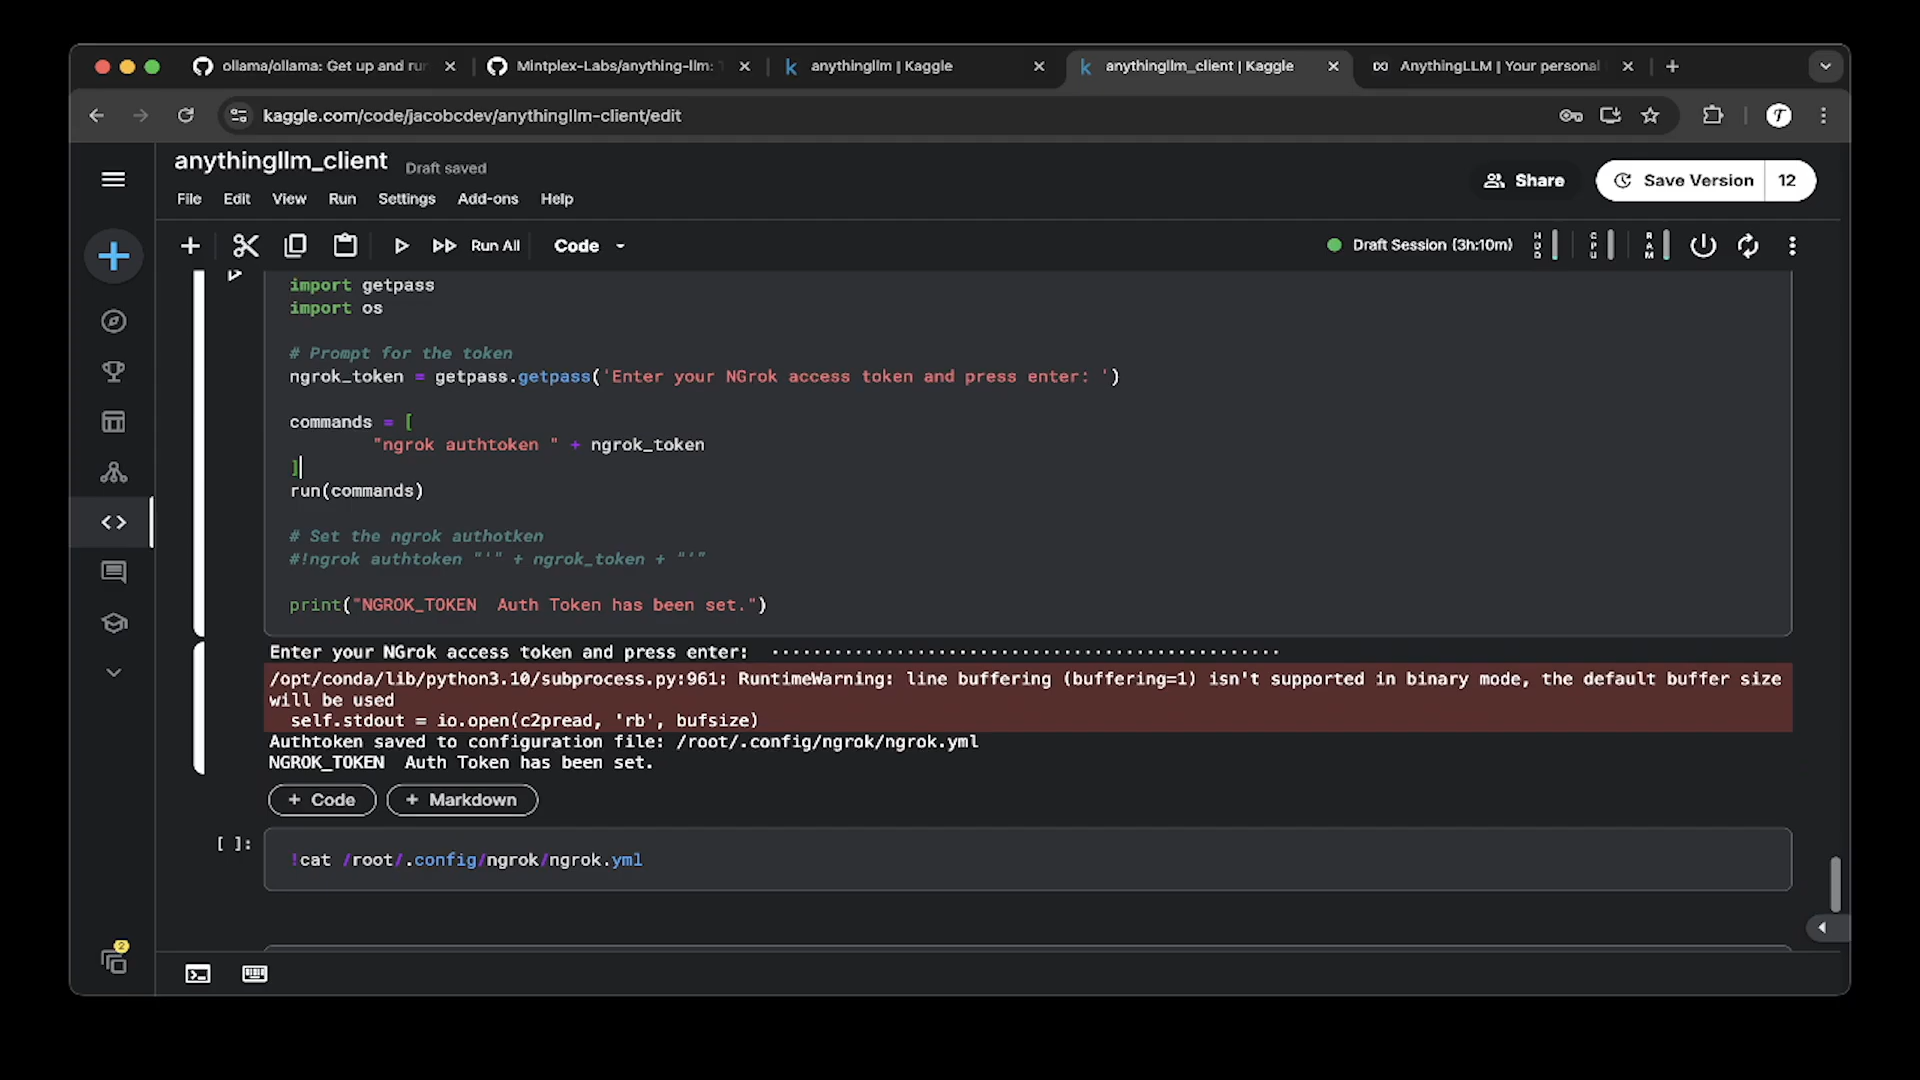 ollama/ollama: Get up and run
Mintplex-Labs/anything-llm: T
anythingllm | Kaggle
anythingllm_client | Kaggle
AnythingLLM | Your personal
kaggle.com/code/jacobcdev/anythingllm-client/edit
anythingllm_client Draft saved
File Edit View Run Settings Add-ons Help
Share
Save Version 12
Run All
Code
Draft Session (3h:10m)
HDD
CPU
RAM
import getpass
import os
# Prompt for the token
ngrok_token = getpass.getpass('Enter your NGrok access token and press enter: ')
commands = [
"ngrok authtoken " + ngrok_token
]
run(commands)
# Set the ngrok authotken
#!ngrok authtoken "'" + ngrok_token + "'"
print("NGROK_TOKEN  Auth Token has been set.")
Enter your NGrok access token and press enter:  ················································
/opt/conda/lib/python3.10/subprocess.py:961: RuntimeWarning: line buffering (buffering=1) isn't supported in binary mode, the default buffer size
will be used
self.stdout = io.open(c2pread, 'rb', bufsize)
Authtoken saved to configuration file: /root/.config/ngrok/ngrok.yml
NGROK_TOKEN  Auth Token has been set.
+ Code
+ Markdown
[ ]:
!cat /root/.config/ngrok/ngrok.yml
2